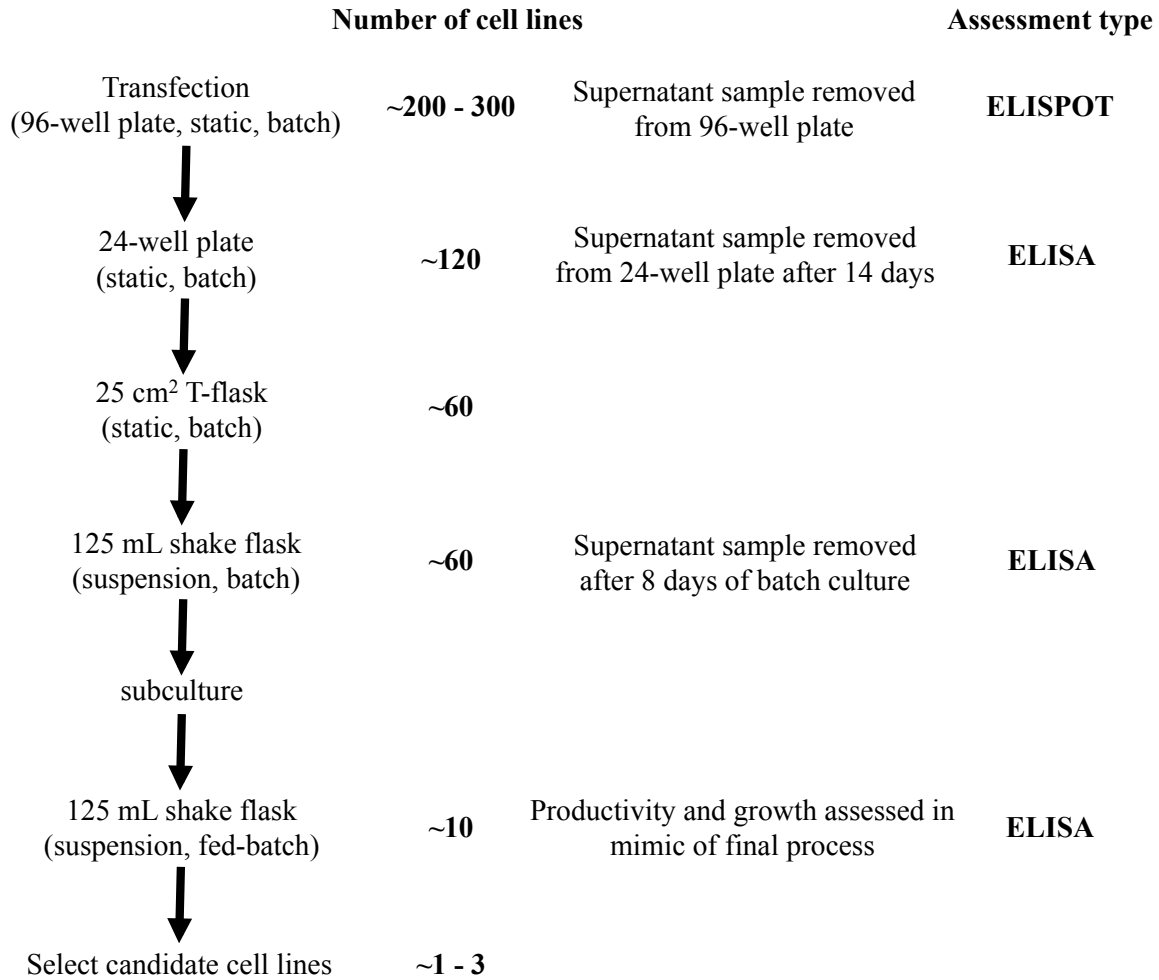 Number of cell lines
Assessment type
Transfection
(96-well plate, static, batch)
~200 - 300
Supernatant sample removed
from 96-well plate
ELISPOT
24-well plate
(static, batch)
~120
Supernatant sample removed
from 24-well plate after 14 days
ELISA
25 cm² T-flask
(static, batch)
~60
125 mL shake flask
(suspension, batch)
~60
Supernatant sample removed
after 8 days of batch culture
ELISA
subculture
125 mL shake flask
(suspension, fed-batch)
~10
Productivity and growth assessed in
mimic of final process
ELISA
Select candidate cell lines
~1 - 3